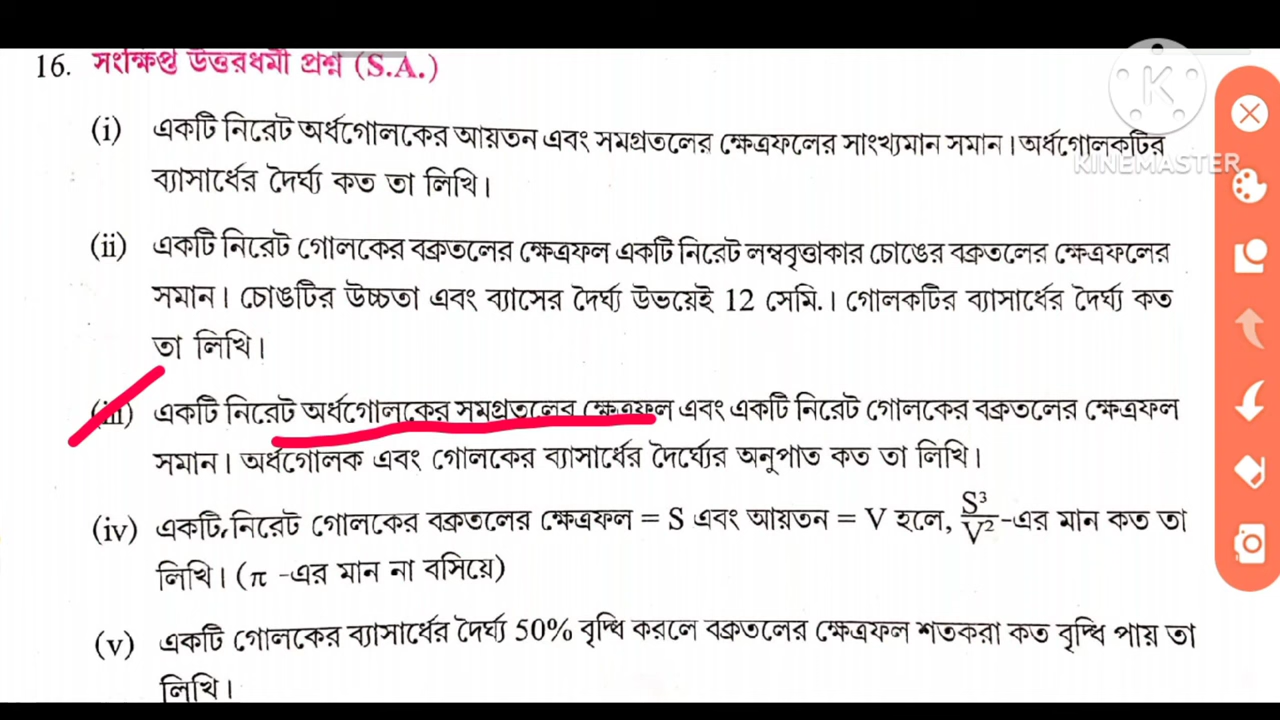 16. সংক্ষিপ্ত উত্তরধর্মী প্রশ্ন (S.A.)
(i) একটি নিরেট অর্ধগোলকের আয়তন এবং সমগ্রতলের ক্ষেত্রফলের সাংখ্যমান সমান। অর্ধগোলকটির
ব্যাসার্ধের দৈর্ঘ্য কত তা লিখি।
(ii) একটি নিরেট গোলকের বক্রতলের ক্ষেত্রফল একটি নিরেট লম্ববৃত্তাকার চোঙের বক্রতলের ক্ষেত্রফলের
সমান। চোঙটির উচ্চতা এবং ব্যাসের দৈর্ঘ্য উভয়েই 12 সেমি.। গোলকটির ব্যাসার্ধের দৈর্ঘ্য কত
তা লিখি।
(iii) একটি নিরেট অর্ধগোলকের সমগ্রতলের ক্ষেত্রফল এবং একটি নিরেট গোলকের বক্রতলের ক্ষেত্রফল
সমান। অর্ধগোলক এবং গোলকের ব্যাসার্ধের দৈর্ঘ্যের অনুপাত কত তা লিখি।
(iv) একটি নিরেট গোলকের বক্রতলের ক্ষেত্রফল = S এবং আয়তন = V হলে, S³/V² -এর মান কত তা
লিখি। (π -এর মান না বসিয়ে)
(v) একটি গোলকের ব্যাসার্ধের দৈর্ঘ্য 50% বৃদ্ধি করলে বক্রতলের ক্ষেত্রফল শতকরা কত বৃদ্ধি পায় তা
লিখি।
K
KINEMASTER